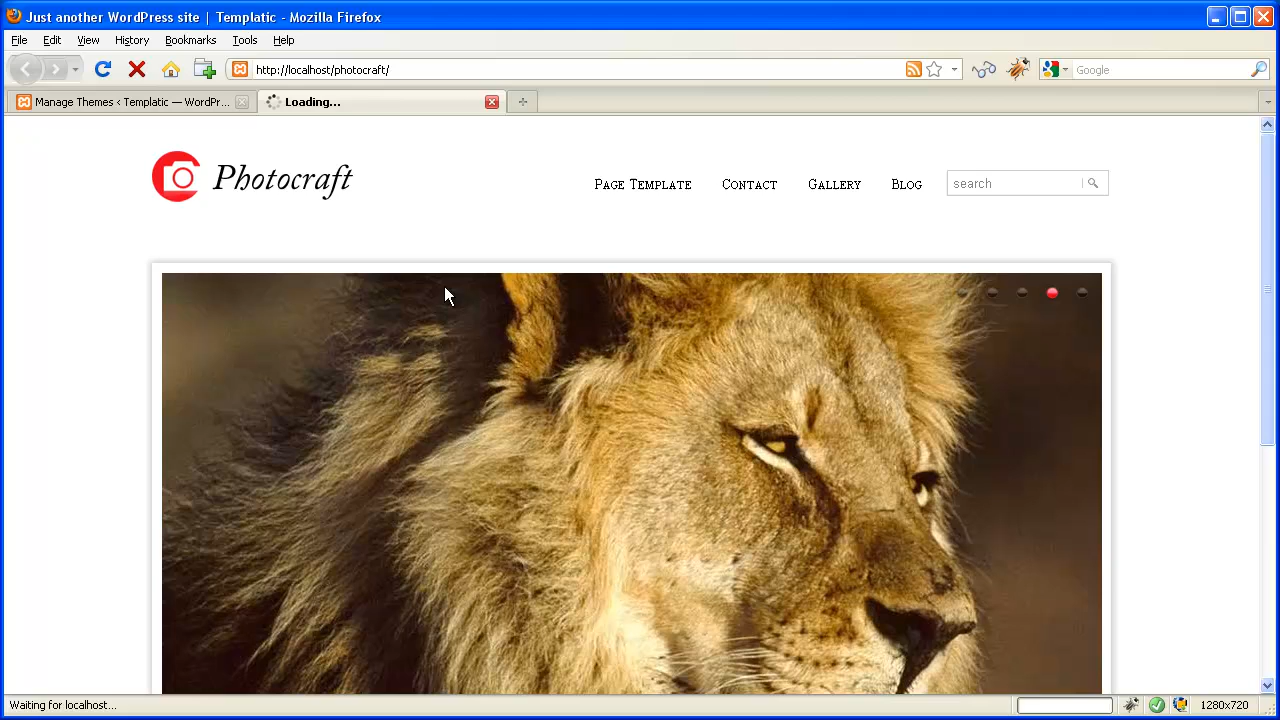 Just another WordPress site | Templatic - Mozilla Firefox
File Edit View History Bookmarks Tools Help
http://localhost/photocraft/
Google
Manage Themes ‹ Templatic — WordPr...
Loading...
Photocraft
Page Template Contact Gallery Blog search
Waiting for localhost...
1280x720